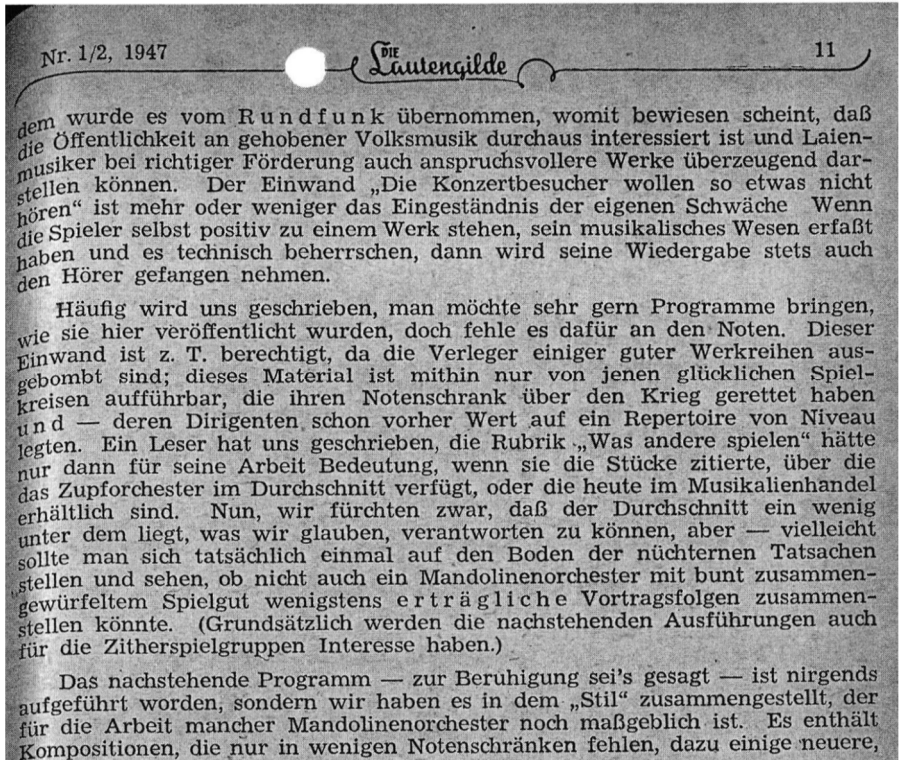 Nr. 1/2, 1947 DIE Lautengilde 11
dem wurde es vom Rundfunk übernommen, womit bewiesen scheint, daß
die Öffentlichkeit an gehobener Volksmusik durchaus interessiert ist und Laien-
musiker bei richtiger Förderung auch anspruchsvollere Werke überzeugend dar-
stellen können. Der Einwand „Die Konzertbesucher wollen so etwas nicht
hören“ ist mehr oder weniger das Eingeständnis der eigenen Schwäche Wenn
die Spieler selbst positiv zu einem Werk stehen, sein musikalisches Wesen erfaßt
haben und es technisch beherrschen, dann wird seine Wiedergabe stets auch
den Hörer gefangen nehmen.
Häufig wird uns geschrieben, man möchte sehr gern Programme bringen,
wie sie hier veröffentlicht wurden, doch fehle es dafür an den Noten. Dieser
Einwand ist z. T. berechtigt, da die Verleger einiger guter Werkreihen aus-
gebombt sind; dieses Material ist mithin nur von jenen glücklichen Spiel-
kreisen aufführbar, die ihren Notenschrank über den Krieg gerettet haben
und — deren Dirigenten schon vorher Wert auf ein Repertoire von Niveau
legten. Ein Leser hat uns geschrieben, die Rubrik „Was andere spielen“ hätte
nur dann für seine Arbeit Bedeutung, wenn sie die Stücke zitierte, über die
das Zupforchester im Durchschnitt verfügt, oder die heute im Musikalienhandel
erhältlich sind. Nun, wir fürchten zwar, daß der Durchschnitt ein wenig
unter dem liegt, was wir glauben, verantworten zu können, aber — vielleicht
sollte man sich tatsächlich einmal auf den Boden der nüchternen Tatsachen
stellen und sehen, ob nicht auch ein Mandolinenorchester mit bunt zusammen-
gewürfeltem Spielgut wenigstens erträgliche Vortragsfolgen zusammen-
stellen könnte. (Grundsätzlich werden die nachstehenden Ausführungen auch
für die Zitherspielgruppen Interesse haben.)
Das nachstehende Programm — zur Beruhigung sei's gesagt — ist nirgends
aufgeführt worden, sondern wir haben es in dem „Stil“ zusammengestellt, der
für die Arbeit mancher Mandolinenorchester noch maßgeblich ist. Es enthält
Kompositionen, die nur in wenigen Notenschränken fehlen, dazu einige neuere,